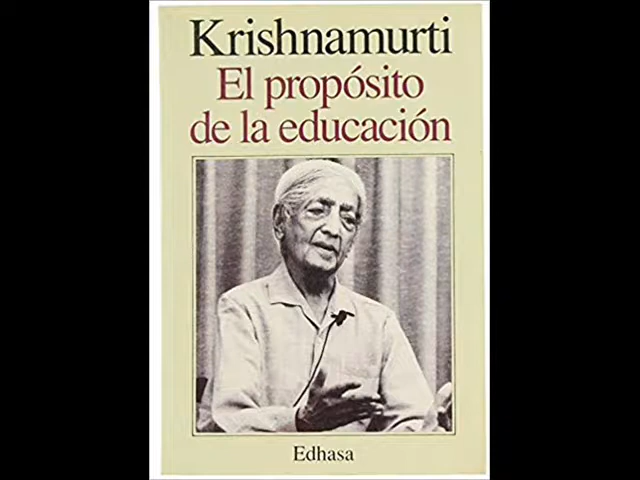 Krishnamurti
El propósito
de la educación
Edhasa